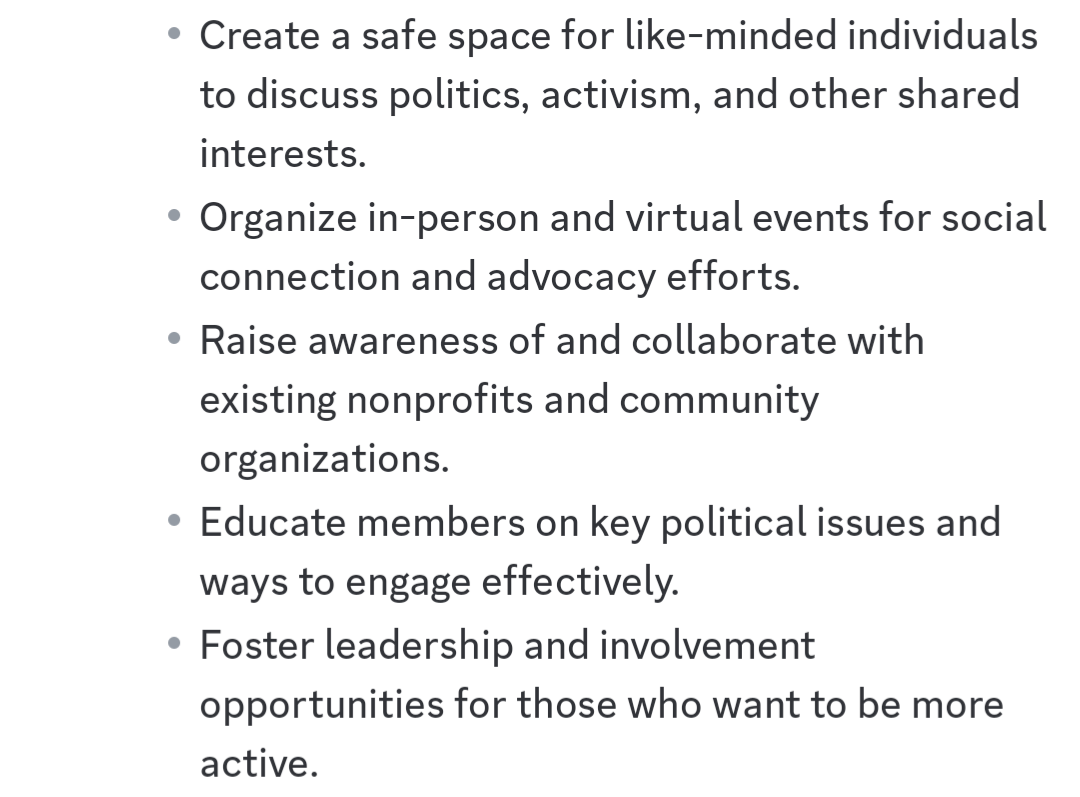 • Create a safe space for like-minded individuals
to discuss politics, activism, and other shared
interests.
• Organize in-person and virtual events for social
connection and advocacy efforts.
• Raise awareness of and collaborate with
existing nonprofits and community
organizations.
• Educate members on key political issues and
ways to engage effectively.
• Foster leadership and involvement
opportunities for those who want to be more
active.